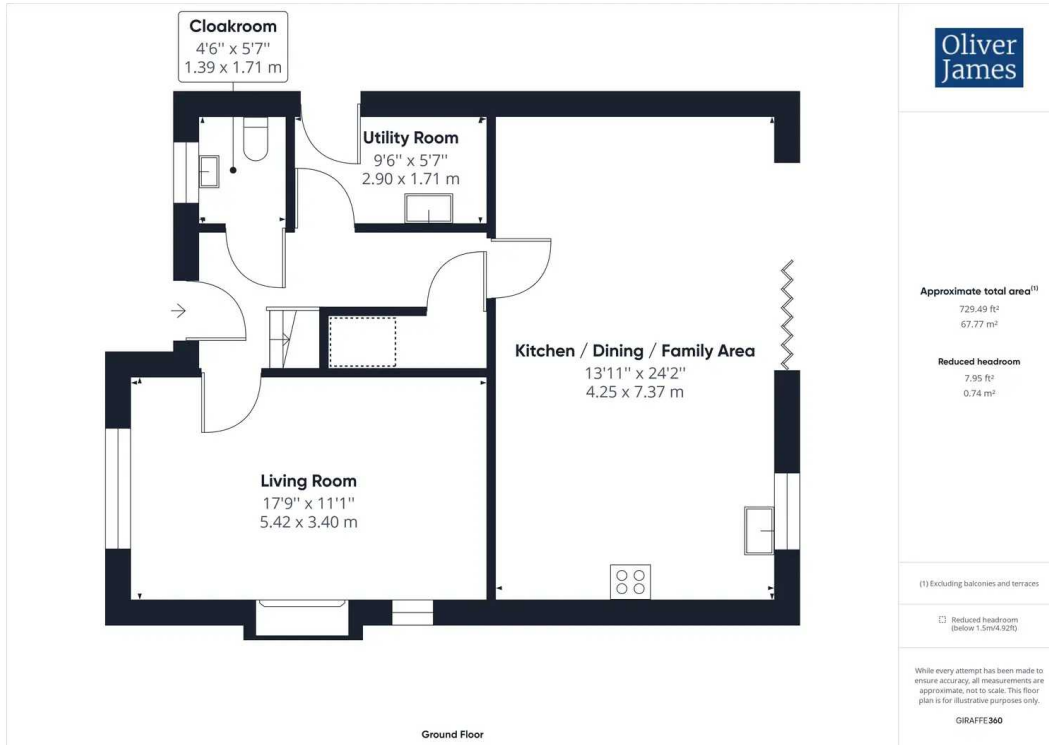 Cloakroom
4'6'' x 5'7''
1.39 x 1.71 m
Utility Room
9'6'' x 5'7''
2.90 x 1.71 m
Kitchen / Dining / Family Area
13'11'' x 24'2''
4.25 x 7.37 m
Living Room
17'9'' x 11'1''
5.42 x 3.40 m
Ground Floor
Oliver
James
Approximate total area(1)
729.49 ft²
67.77 m²
Reduced headroom
7.95 ft²
0.74 m²
(1) Excluding balconies and terraces
Reduced headroom
(below 1.5m/4.92ft)
While every attempt has been made to
ensure accuracy, all measurements are
approximate, not to scale. This floor
plan is for illustrative purposes only.
GIRAFFE360